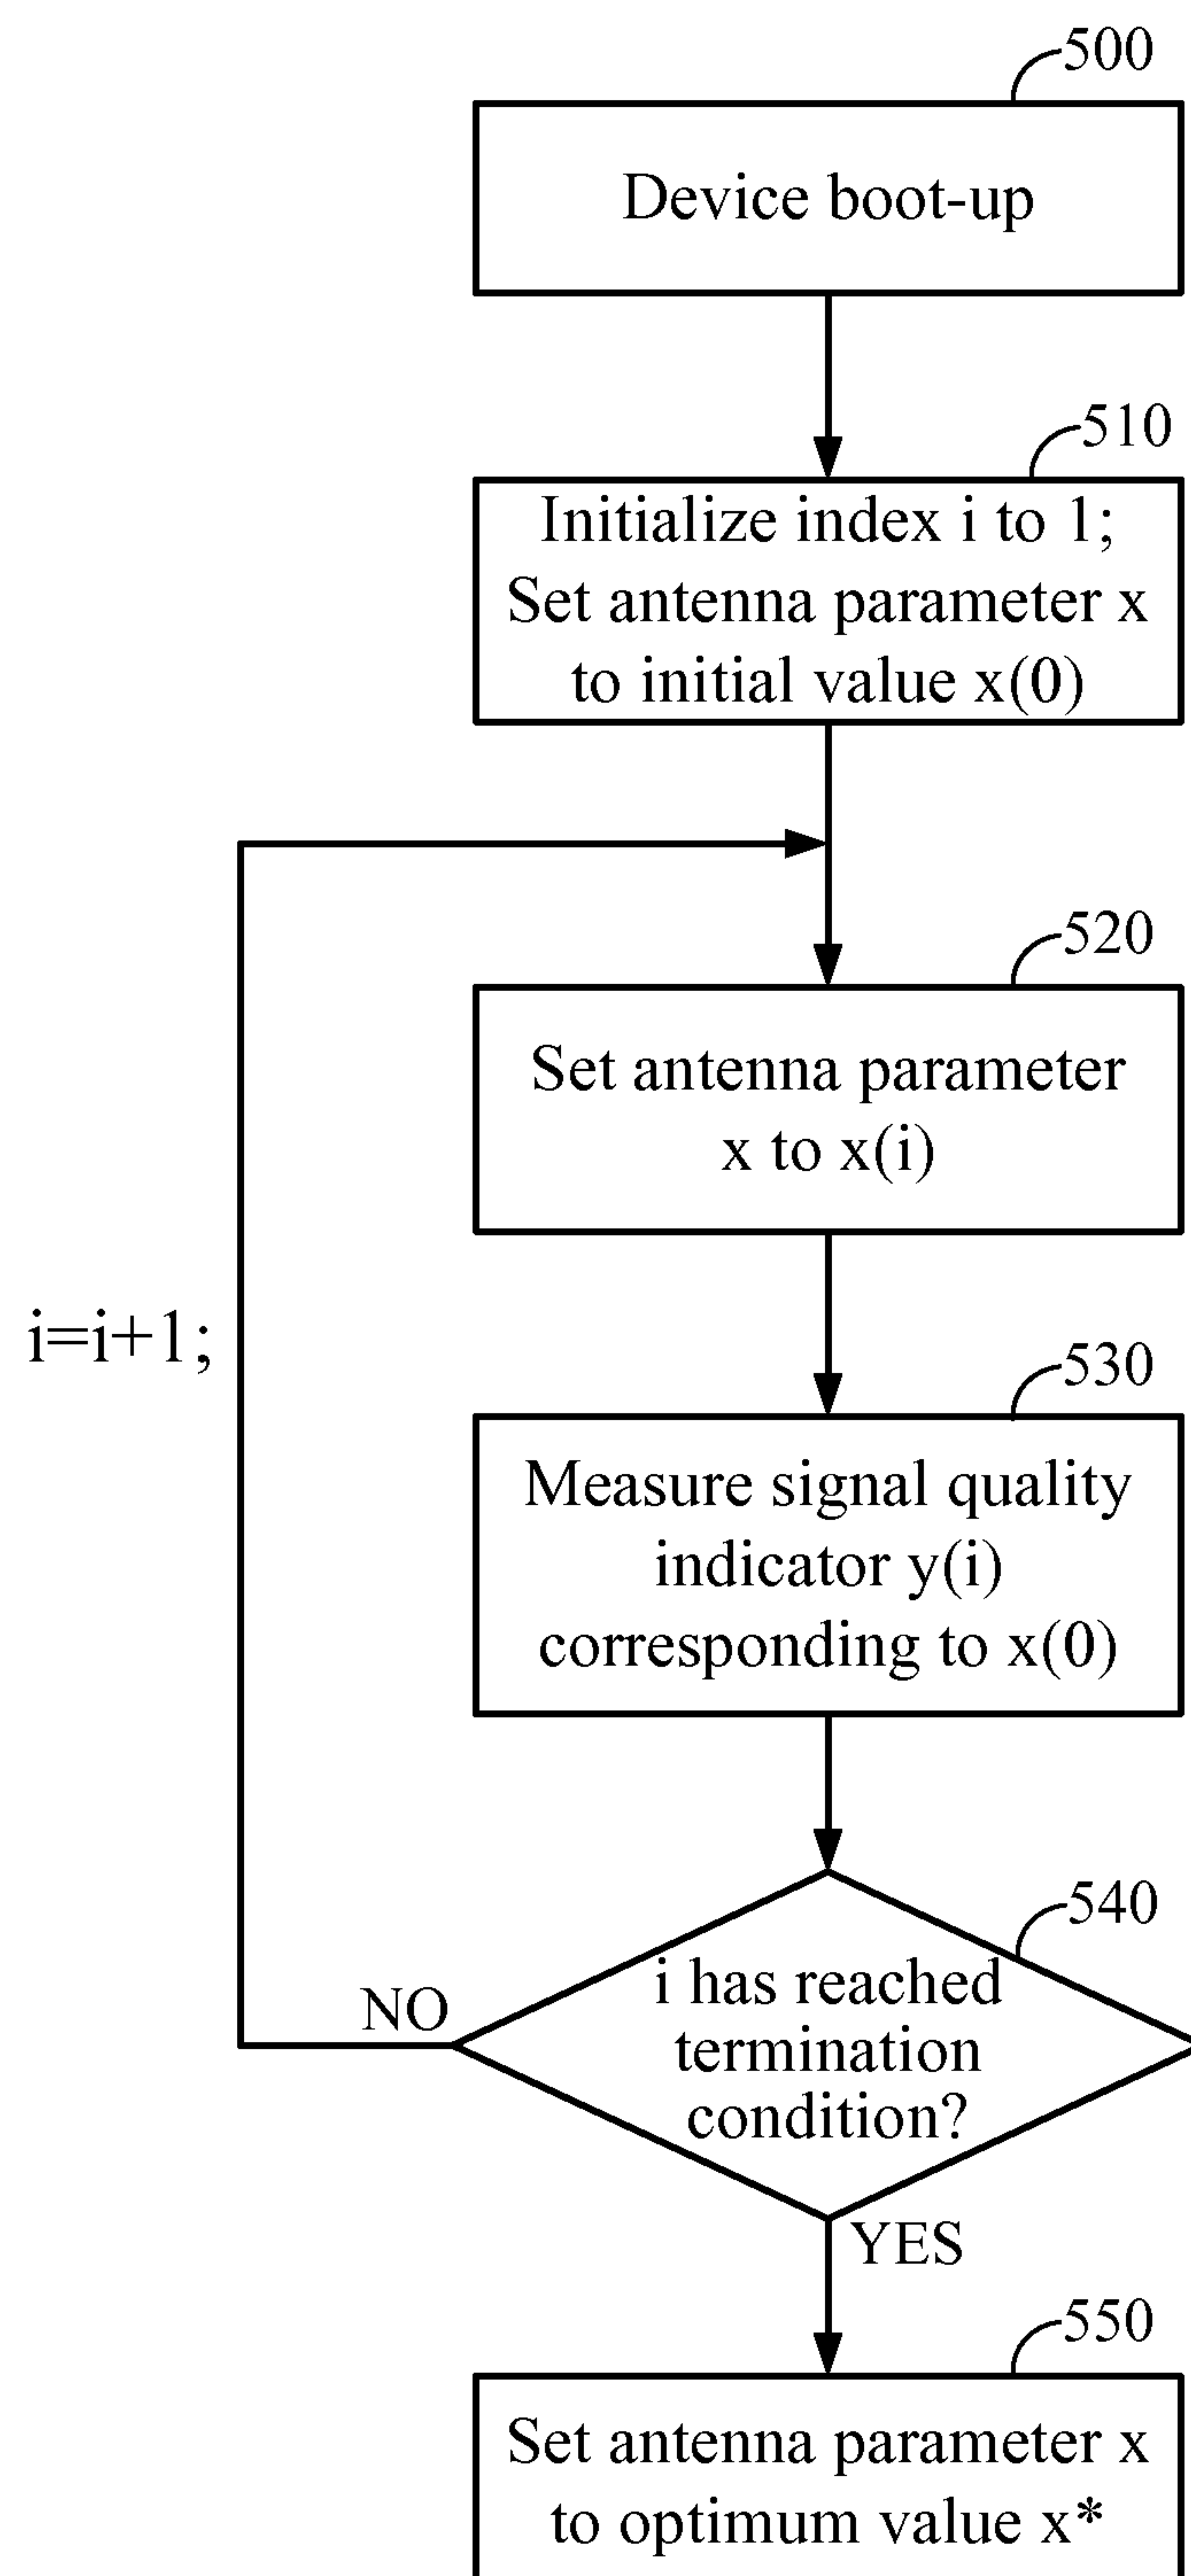 500
Device boot-up
510
Initialize index i to 1;
Set antenna parameter x
to initial value x(0)
520
Set antenna parameter
x to x(i)
i=i+1;
530
Measure signal quality
indicator y(i)
corresponding to x(0)
540
i has reached
termination
condition?
NO
YES
550
Set antenna parameter x
to optimum value x*